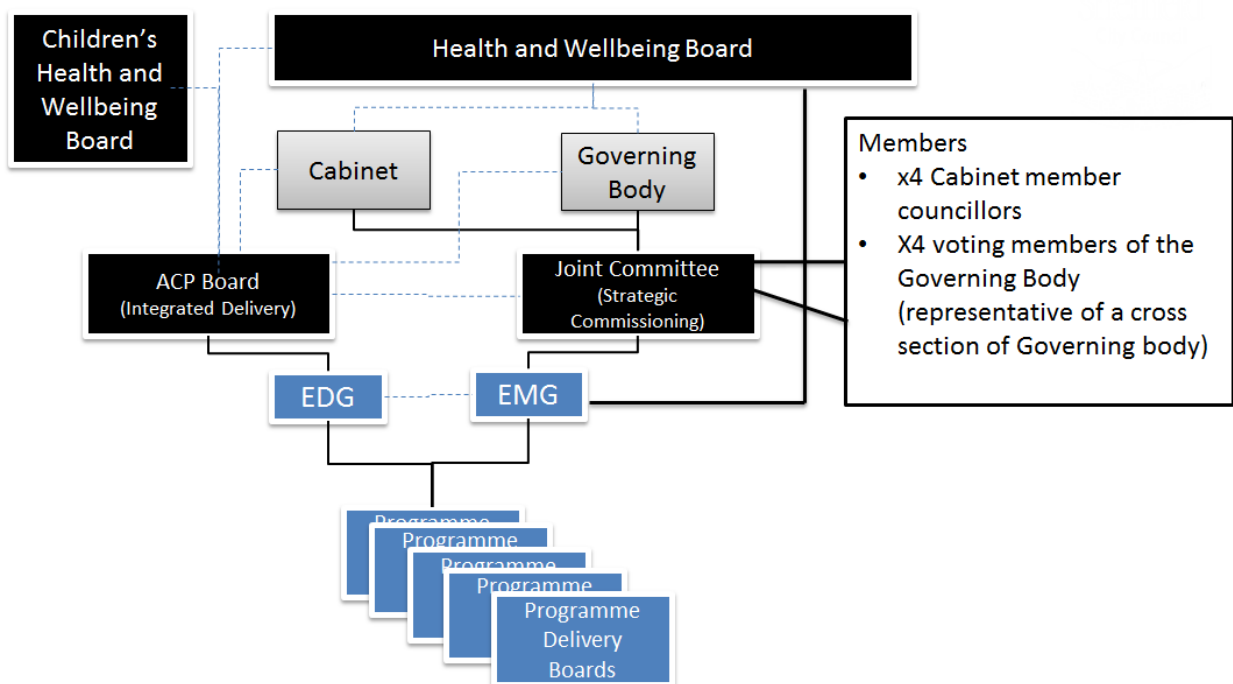 Children's
Health and
Wellbeing
Board
Health and Wellbeing Board
Cabinet
Governing
Body
Members
• x4 Cabinet member
councillors
• X4 voting members of the
Governing Body
(representative of a cross
section of Governing body)
ACP Board
(Integrated Delivery)
Joint Committee
(Strategic
Commissioning)
EDG
EMG
Programme
Programme
Programme
Programme
Programme
Delivery
Boards